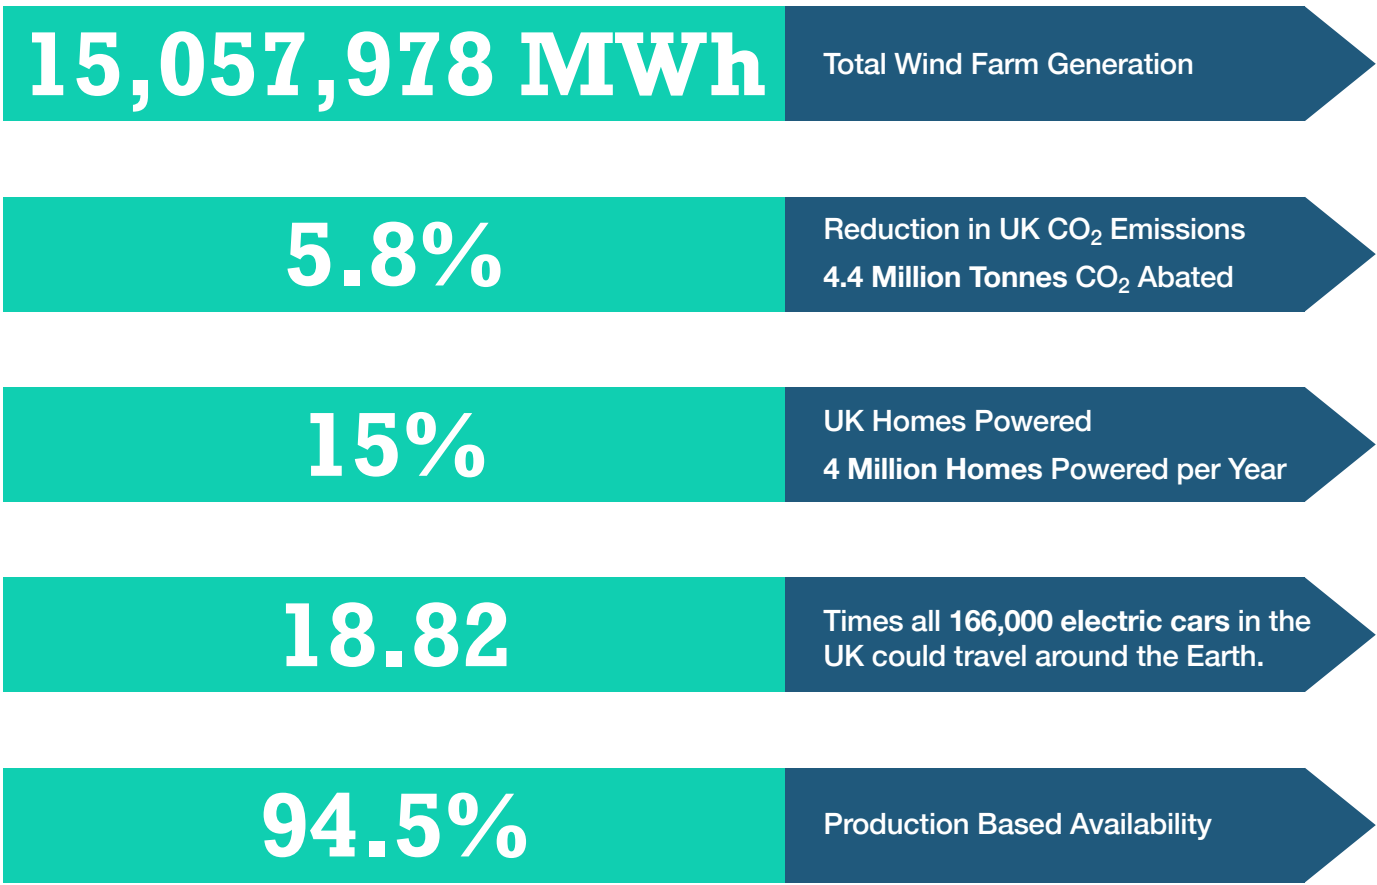 15,057,978 MWh
Total Wind Farm Generation
5.8%
Reduction in UK CO₂ Emissions
4.4 Million Tonnes CO₂ Abated
15%
UK Homes Powered
4 Million Homes Powered per Year
18.82
Times all 166,000 electric cars in the
UK could travel around the Earth.
94.5%
Production Based Availability